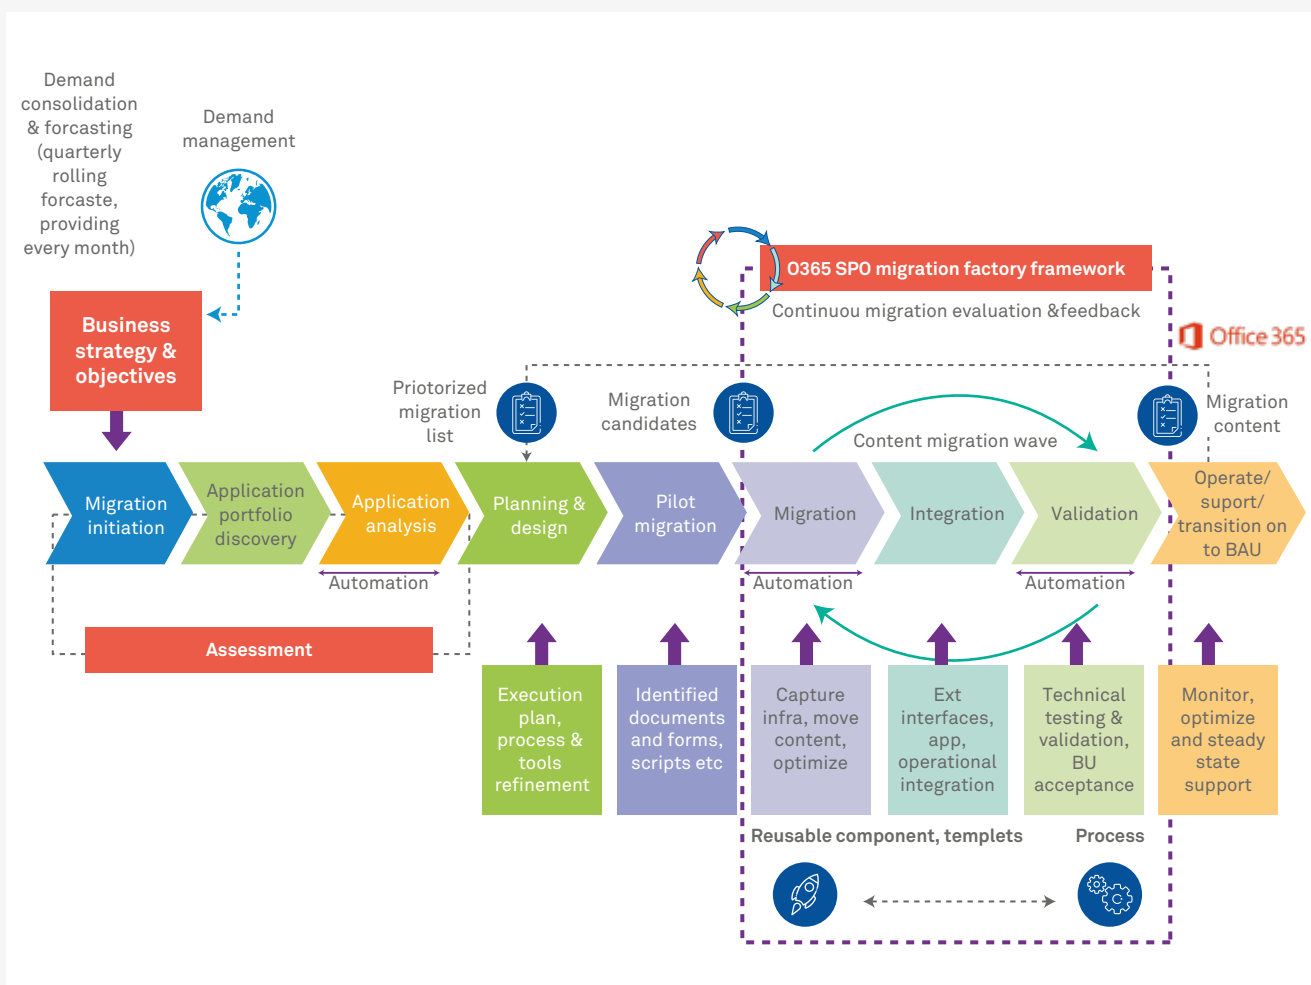 Demand
consolidation
& forcasting
(quarterly
rolling
forcaste,
providing
every month)
Demand
management
Business
strategy &
objectives
O365 SPO migration factory framework
Continuou migration evaluation &feedback
Office 365
Priotorized
migration
list
Migration
candidates
Content migration wave
Migration
content
Migration
initiation
Application
portfolio
discovery
Application
analysis
Planning &
design
Pilot
migration
Migration
Integration
Validation
Operate/
suport/
transition on
to BAU
Automation
Automation
Automation
Assessment
Execution
plan,
process &
tools
refinement
Identified
documents
and forms,
scripts etc
Capture
infra, move
content,
optimize
Ext
interfaces,
app,
operational
integration
Technical
testing &
validation,
BU
acceptance
Monitor,
optimize
and steady
state
support
Reusable component, templets
Process